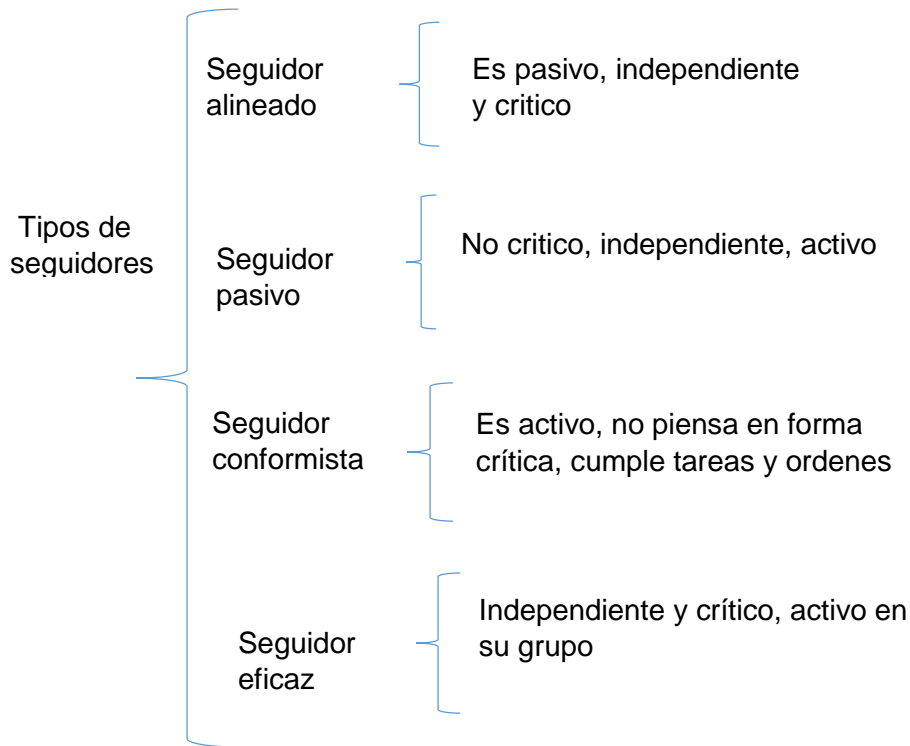 Tipos de
seguidores
Seguidor
alineado
Es pasivo, independiente
y critico
Seguidor
pasivo
No critico, independiente, activo
Seguidor
conformista
Es activo, no piensa en forma
crítica, cumple tareas y ordenes
Seguidor
eficaz
Independiente y crítico, activo en
su grupo